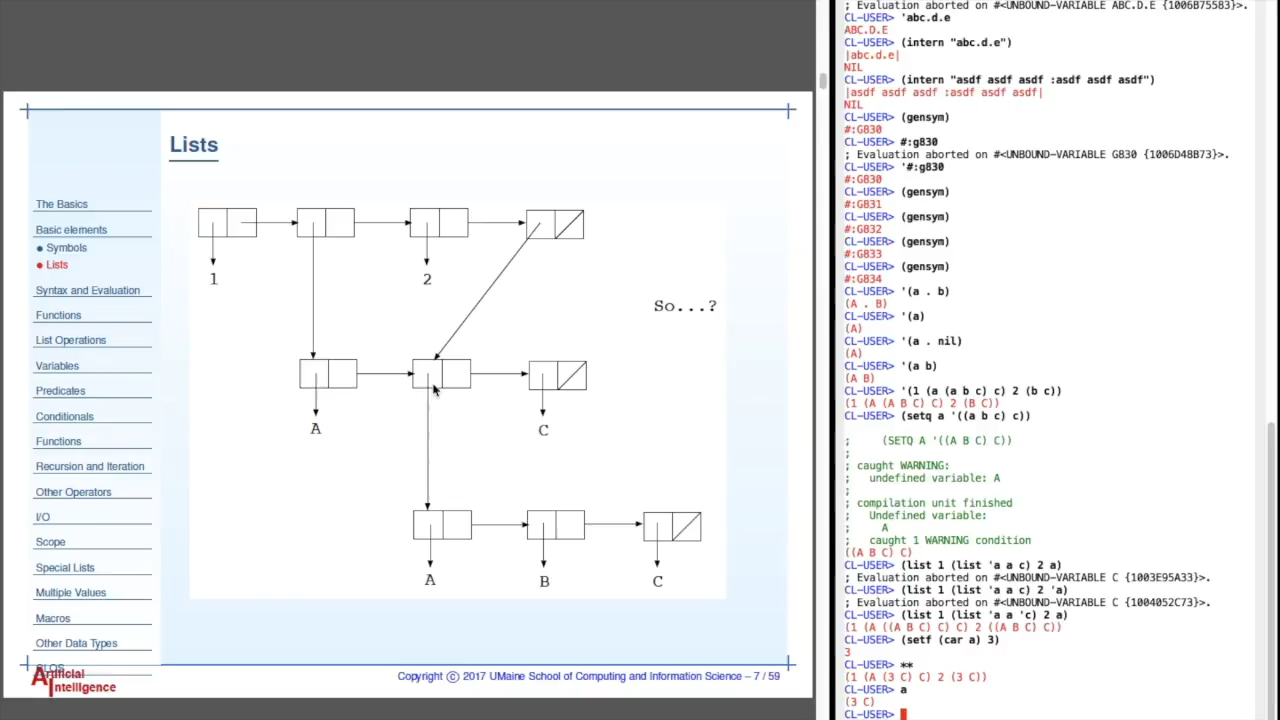 Lists
The Basics
Basic elements
Symbols
Lists
Syntax and Evaluation
Functions
List Operations
Variables
Predicates
Conditionals
Functions
Recursion and Iteration
Other Operators
I/O
Scope
Special Lists
Multiple Values
Macros
Other Data Types
CLOS
Artificial
Intelligence
1
2
So...?
A
C
A
B
C
Copyright © 2017 UMaine School of Computing and Information Science – 7 / 59
; Evaluation aborted on #<UNBOUND-VARIABLE ABC.D.E {1006B75583}>.
CL-USER> 'abc.d.e
ABC.D.E
CL-USER> (intern "abc.d.e")
|abc.d.e|
NIL
CL-USER> (intern "asdf asdf asdf :asdf asdf asdf")
|asdf asdf asdf :asdf asdf asdf|
NIL
CL-USER> (gensym)
#:G830
CL-USER> #:g830
; Evaluation aborted on #<UNBOUND-VARIABLE G830 {1006D48B73}>.
CL-USER> '#:g830
#:G830
CL-USER> (gensym)
#:G831
CL-USER> (gensym)
#:G832
CL-USER> (gensym)
#:G833
CL-USER> (gensym)
#:G834
CL-USER> '(a . b)
(A . B)
CL-USER> '(a)
(A)
CL-USER> '(a . nil)
(A)
CL-USER> '(a b)
(A B)
CL-USER> '(1 (a (a b c) c) 2 (b c))
(1 (A (A B C) C) 2 (B C))
CL-USER> (setq a '((a b c) c))
; (SETQ A '((A B C) C))
;
; caught WARNING:
; undefined variable: A
;
; compilation unit finished
; Undefined variable:
; A
; caught 1 WARNING condition
((A B C) C)
CL-USER> (list 1 (list 'a a c) 2 a)
; Evaluation aborted on #<UNBOUND-VARIABLE C {1003E95A33}>.
CL-USER> (list 1 (list 'a a c) 2 'a)
; Evaluation aborted on #<UNBOUND-VARIABLE C {1004052C73}>.
CL-USER> (list 1 (list 'a a 'c) 2 a)
(1 (A ((A B C) C) C) 2 ((A B C) C))
CL-USER> (setf (car a) 3)
3
CL-USER> **
(1 (A (3 C) C) 2 (3 C))
CL-USER> a
(3 C)
CL-USER>